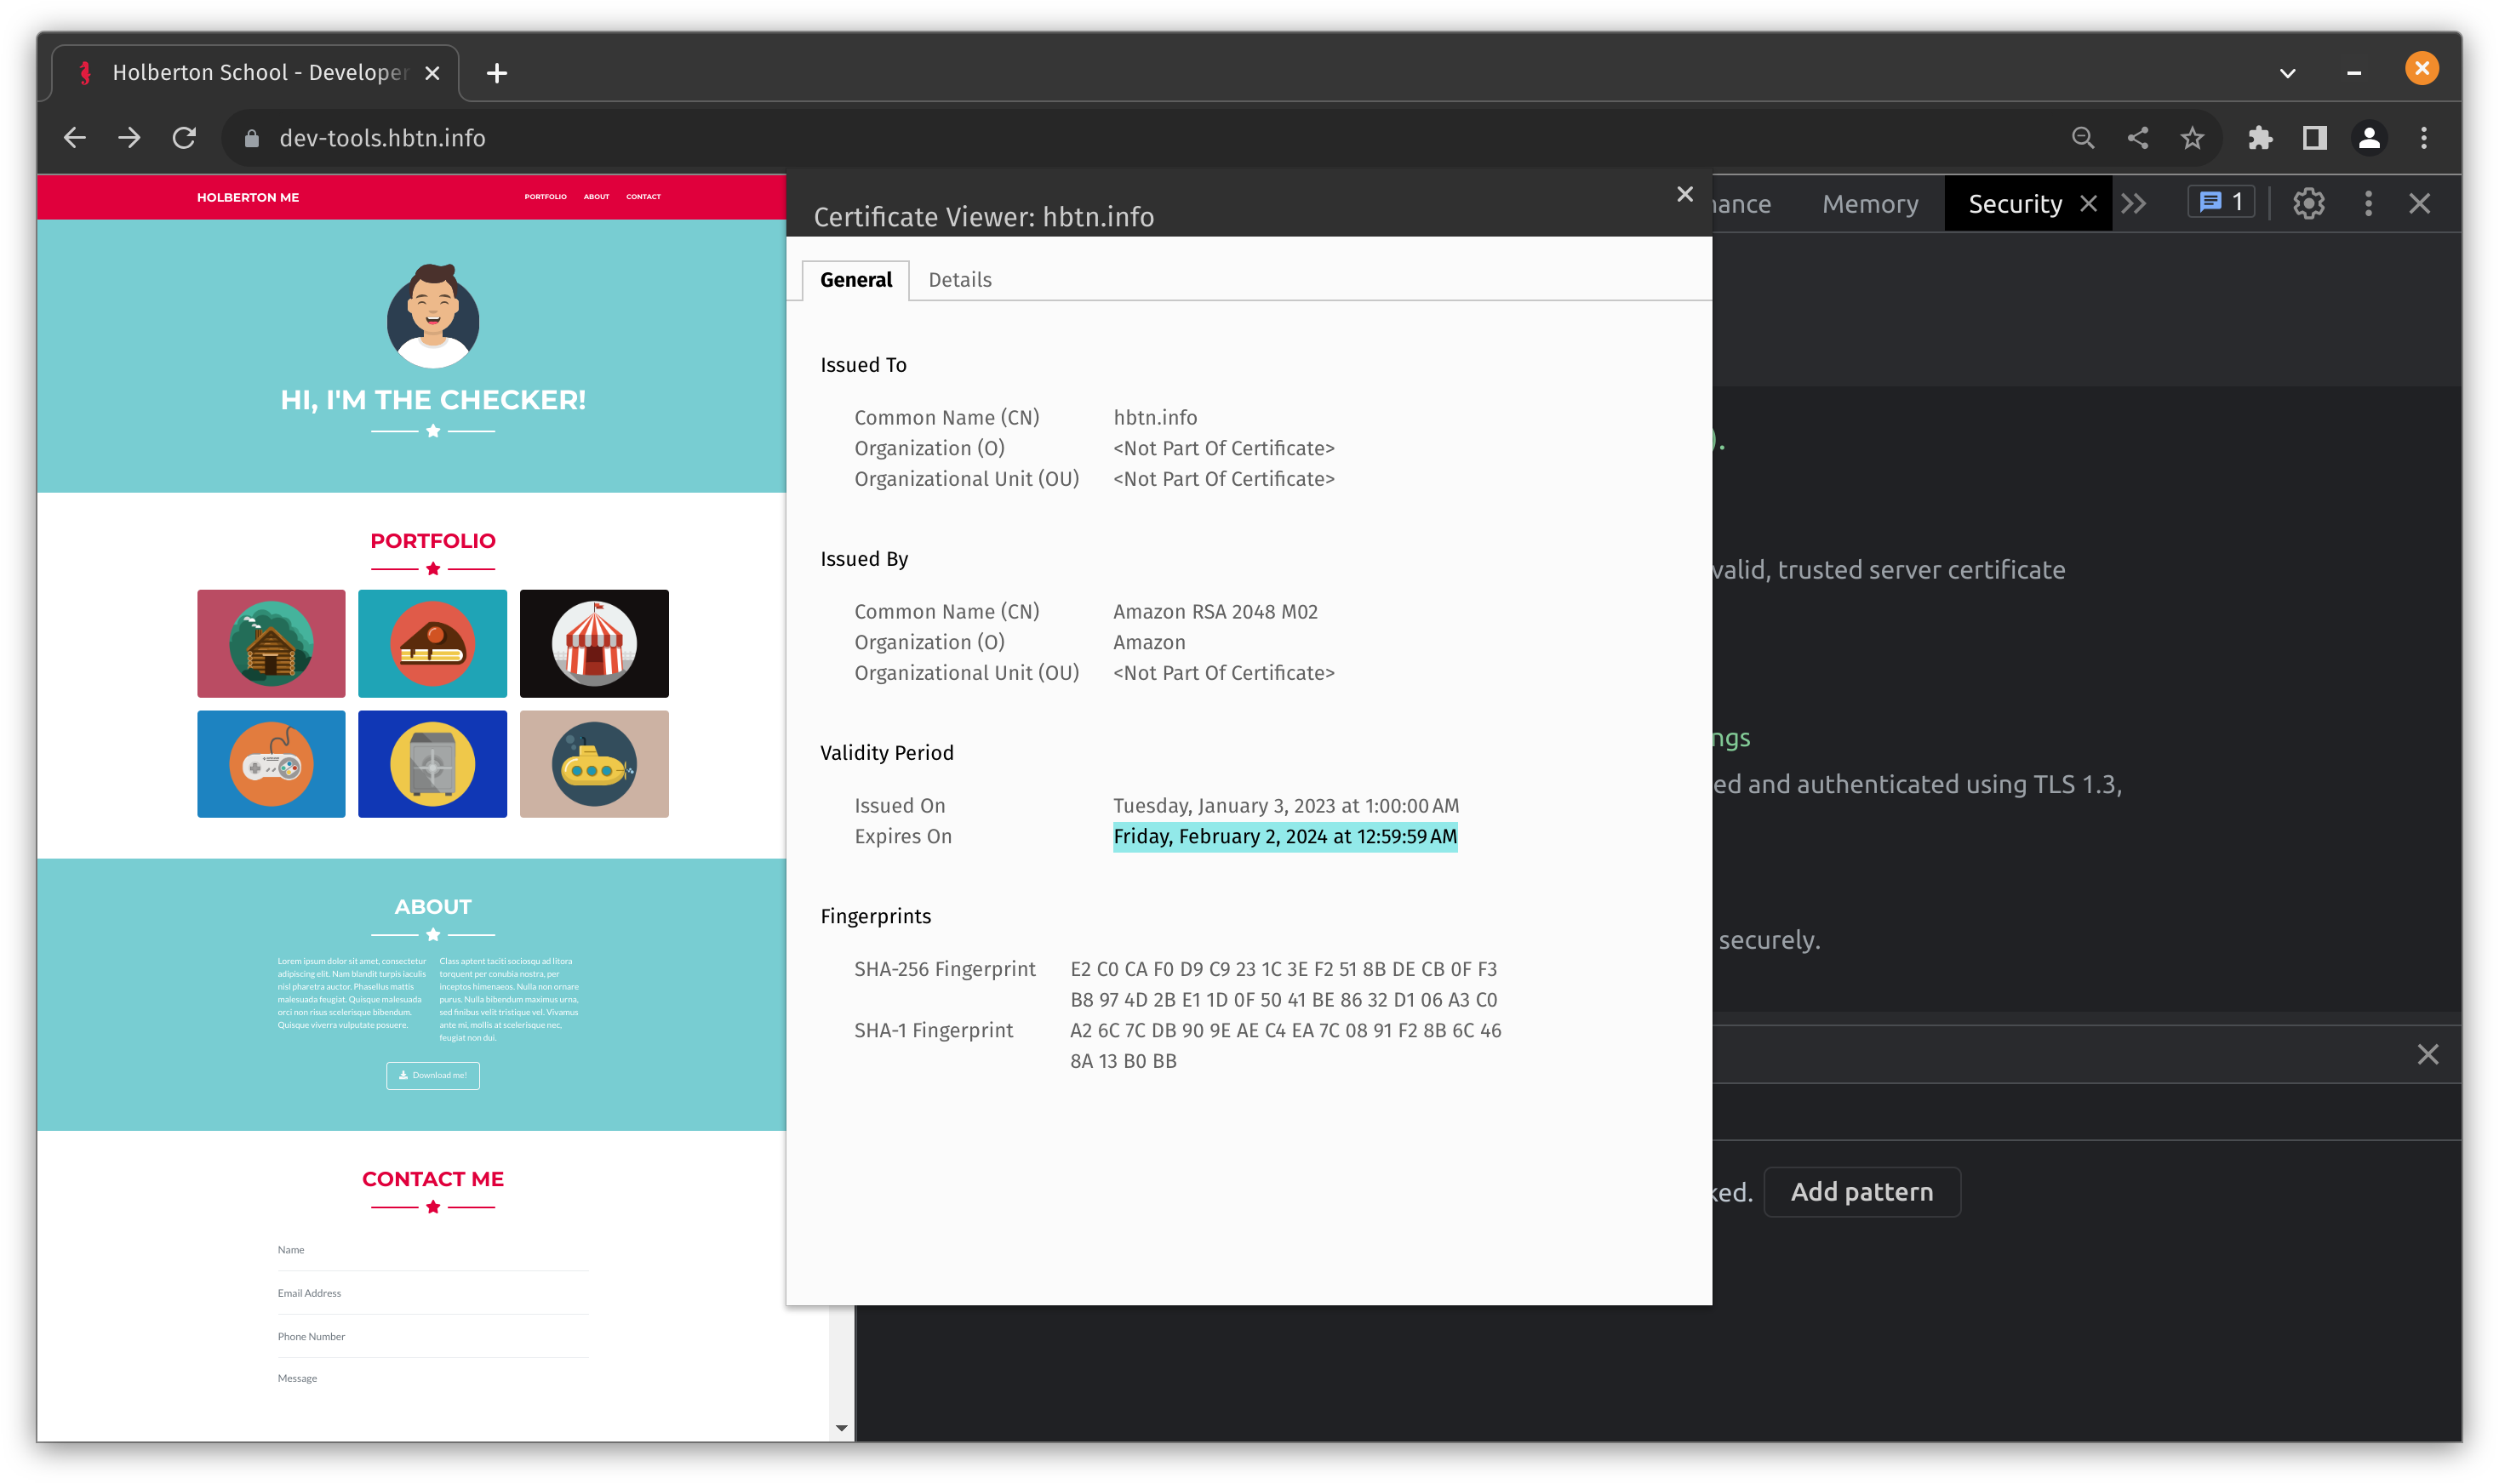 Holberton School - Developer
dev-tools.hbtn.info
HOLBERTON ME
PORTFOLIO ABOUT CONTACT
HI, I'M THE CHECKER!
PORTFOLIO
ABOUT
Lorem ipsum dolor sit amet, consectetur
adipiscing elit. Nam blandit turpis iaculis
nisl pharetra auctor. Phasellus mattis
malesuada feugiat. Quisque malesuada
orci non risus scelerisque bibendum.
Quisque viverra vulputate posuere.
Class aptent taciti sociosqu ad litora
torquent per conubia nostra, per
inceptos himenaeos. Nulla non ornare
purus. Nulla bibendum maximus urna,
sed finibus velit tristique vel. Vivamus
ante mi, mollis at scelerisque nec,
feugiat non dui.
Download me!
CONTACT ME
Name
Email Address
Phone Number
Message
Certificate Viewer: hbtn.info
General Details
Issued To
Common Name (CN) hbtn.info
Organization (O) <Not Part Of Certificate>
Organizational Unit (OU) <Not Part Of Certificate>
Issued By
Common Name (CN) Amazon RSA 2048 M02
Organization (O) Amazon
Organizational Unit (OU) <Not Part Of Certificate>
Validity Period
Issued On Tuesday, January 3, 2023 at 1:00:00 AM
Expires On Friday, February 2, 2024 at 12:59:59 AM
Fingerprints
SHA-256 Fingerprint E2 C0 CA F0 D9 C9 23 1C 3E F2 51 8B DE CB 0F F3
B8 97 4D 2B E1 1D 0F 50 41 BE 86 32 D1 06 A3 C0
SHA-1 Fingerprint A2 6C 7C DB 90 9E AE C4 EA 7C 08 91 F2 8B 6C 46
8A 13 B0 BB
nance Memory Security 1
).
valid, trusted server certificate
ngs
ed and authenticated using TLS 1.3,
securely.
ked. Add pattern